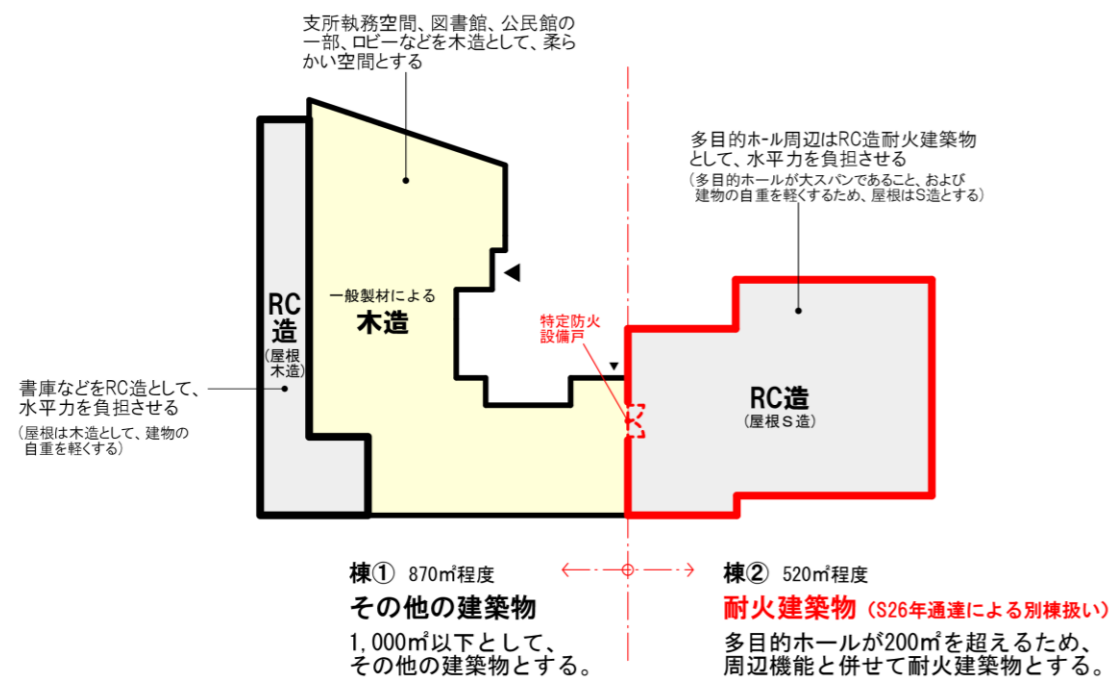 支所執務空間、図書館、公民館の
一部、ロビーなどを木造として、柔ら
かい空間とする
多目的ホール周辺はRC造耐火建築物
として、水平力を負担させる
(多目的ホールが大スパンであること、および
建物の自重を軽くするため、屋根はS造とする)
RC
造
(屋根
木造)
一般製材による
木造
特定防火
設備戸
書庫などをRC造として、
水平力を負担させる
(屋根は木造として、建物の
自重を軽くする)
RC造
(屋根S造)
棟① 870㎡程度
その他の建築物
1,000㎡以下として、
その他の建築物とする。
棟② 520㎡程度
耐火建築物 (S26年通達による別棟扱い)
多目的ホールが200㎡を超えるため、
周辺機能と併せて耐火建築物とする。